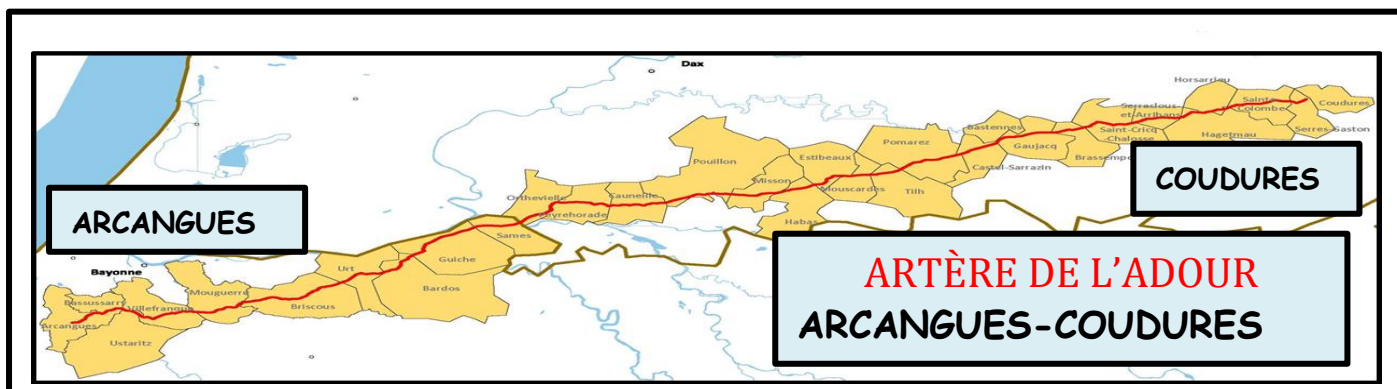 Dax
Horsarrieu
Sainte
Colombe
Coudures
Serreslous-
et-Arribans
Bastennes
Saint-Cricq
Chalosse
Hagetmau
Serres-Gaston
Pomarez
Gaujacq
Pouillon
Estibeaux
Castel-Sarrazin
Misson
COUDURES
Orthevielle
Cauneille
Mouscardès
Tilh
Peyrehorade
Habas
ARCANGUES
Sames
ARTÈRE DE L'ADOUR
ARCANGUES-COUDURES
Bayonne
Urt
Guiche
Bardos
Mouguerre
Bassussarry
Villefranque
Briscous
Arcangues
Ustaritz